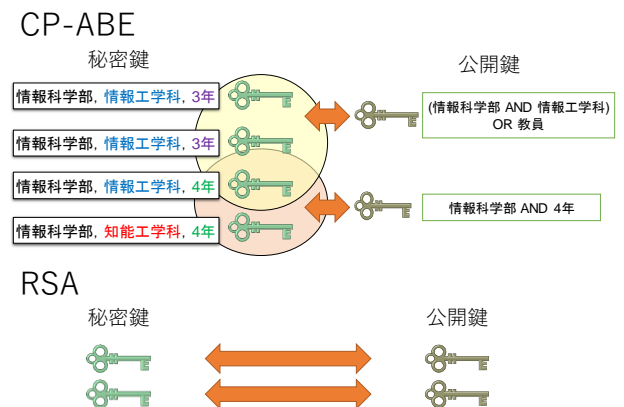 CP-ABE
秘密鍵
公開鍵
情報科学部, 情報工学科, 3年
(情報科学部 AND 情報工学科)
OR 教員
情報科学部, 情報工学科, 3年
情報科学部, 情報工学科, 4年
情報科学部 AND 4年
情報科学部, 知能工学科, 4年
RSA
秘密鍵
公開鍵